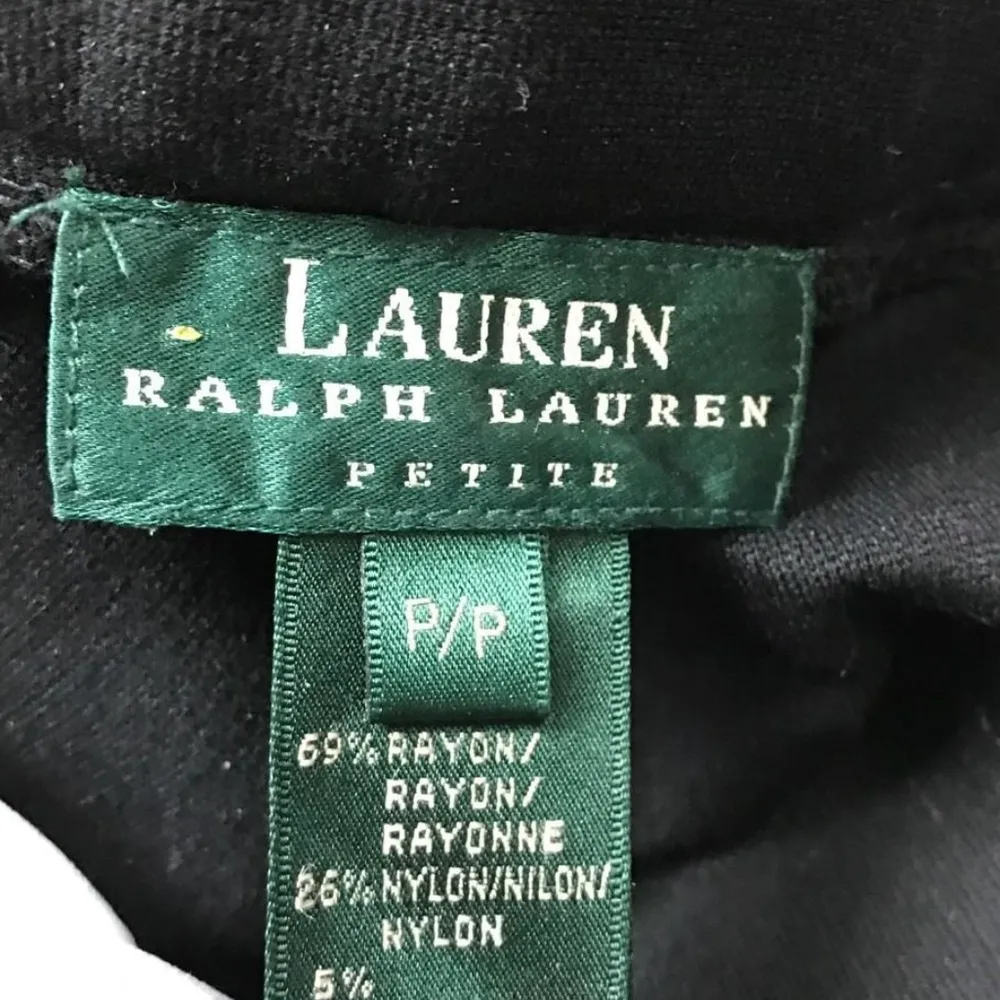 LAUREN
RALPH LAUREN
PETITE
P/P
69% RAYON/
RAYON/
RAYONNE
26% NYLON/NILON/
NYLON
5%